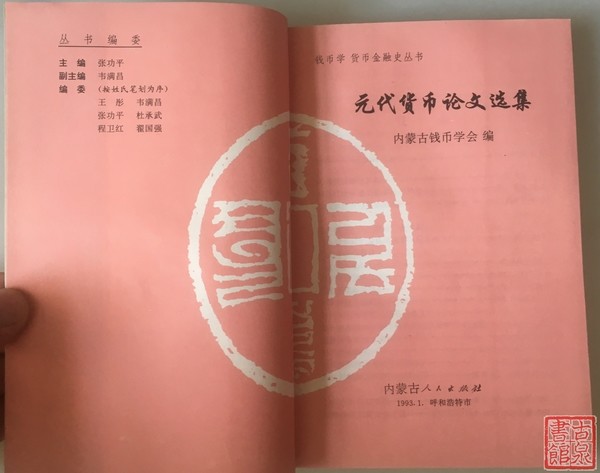 丛书编委
主编 张功平
副主编 韦满昌
编委 (按姓氏笔划为序)
王彤 韦满昌
张功平 杜承武
程卫红 翟国强
钱币学 货币金融史丛书
元代货币论文选集
内蒙古钱币学会 编
内蒙古人民出版社
1993.1. 呼和浩特市
古泉
書館